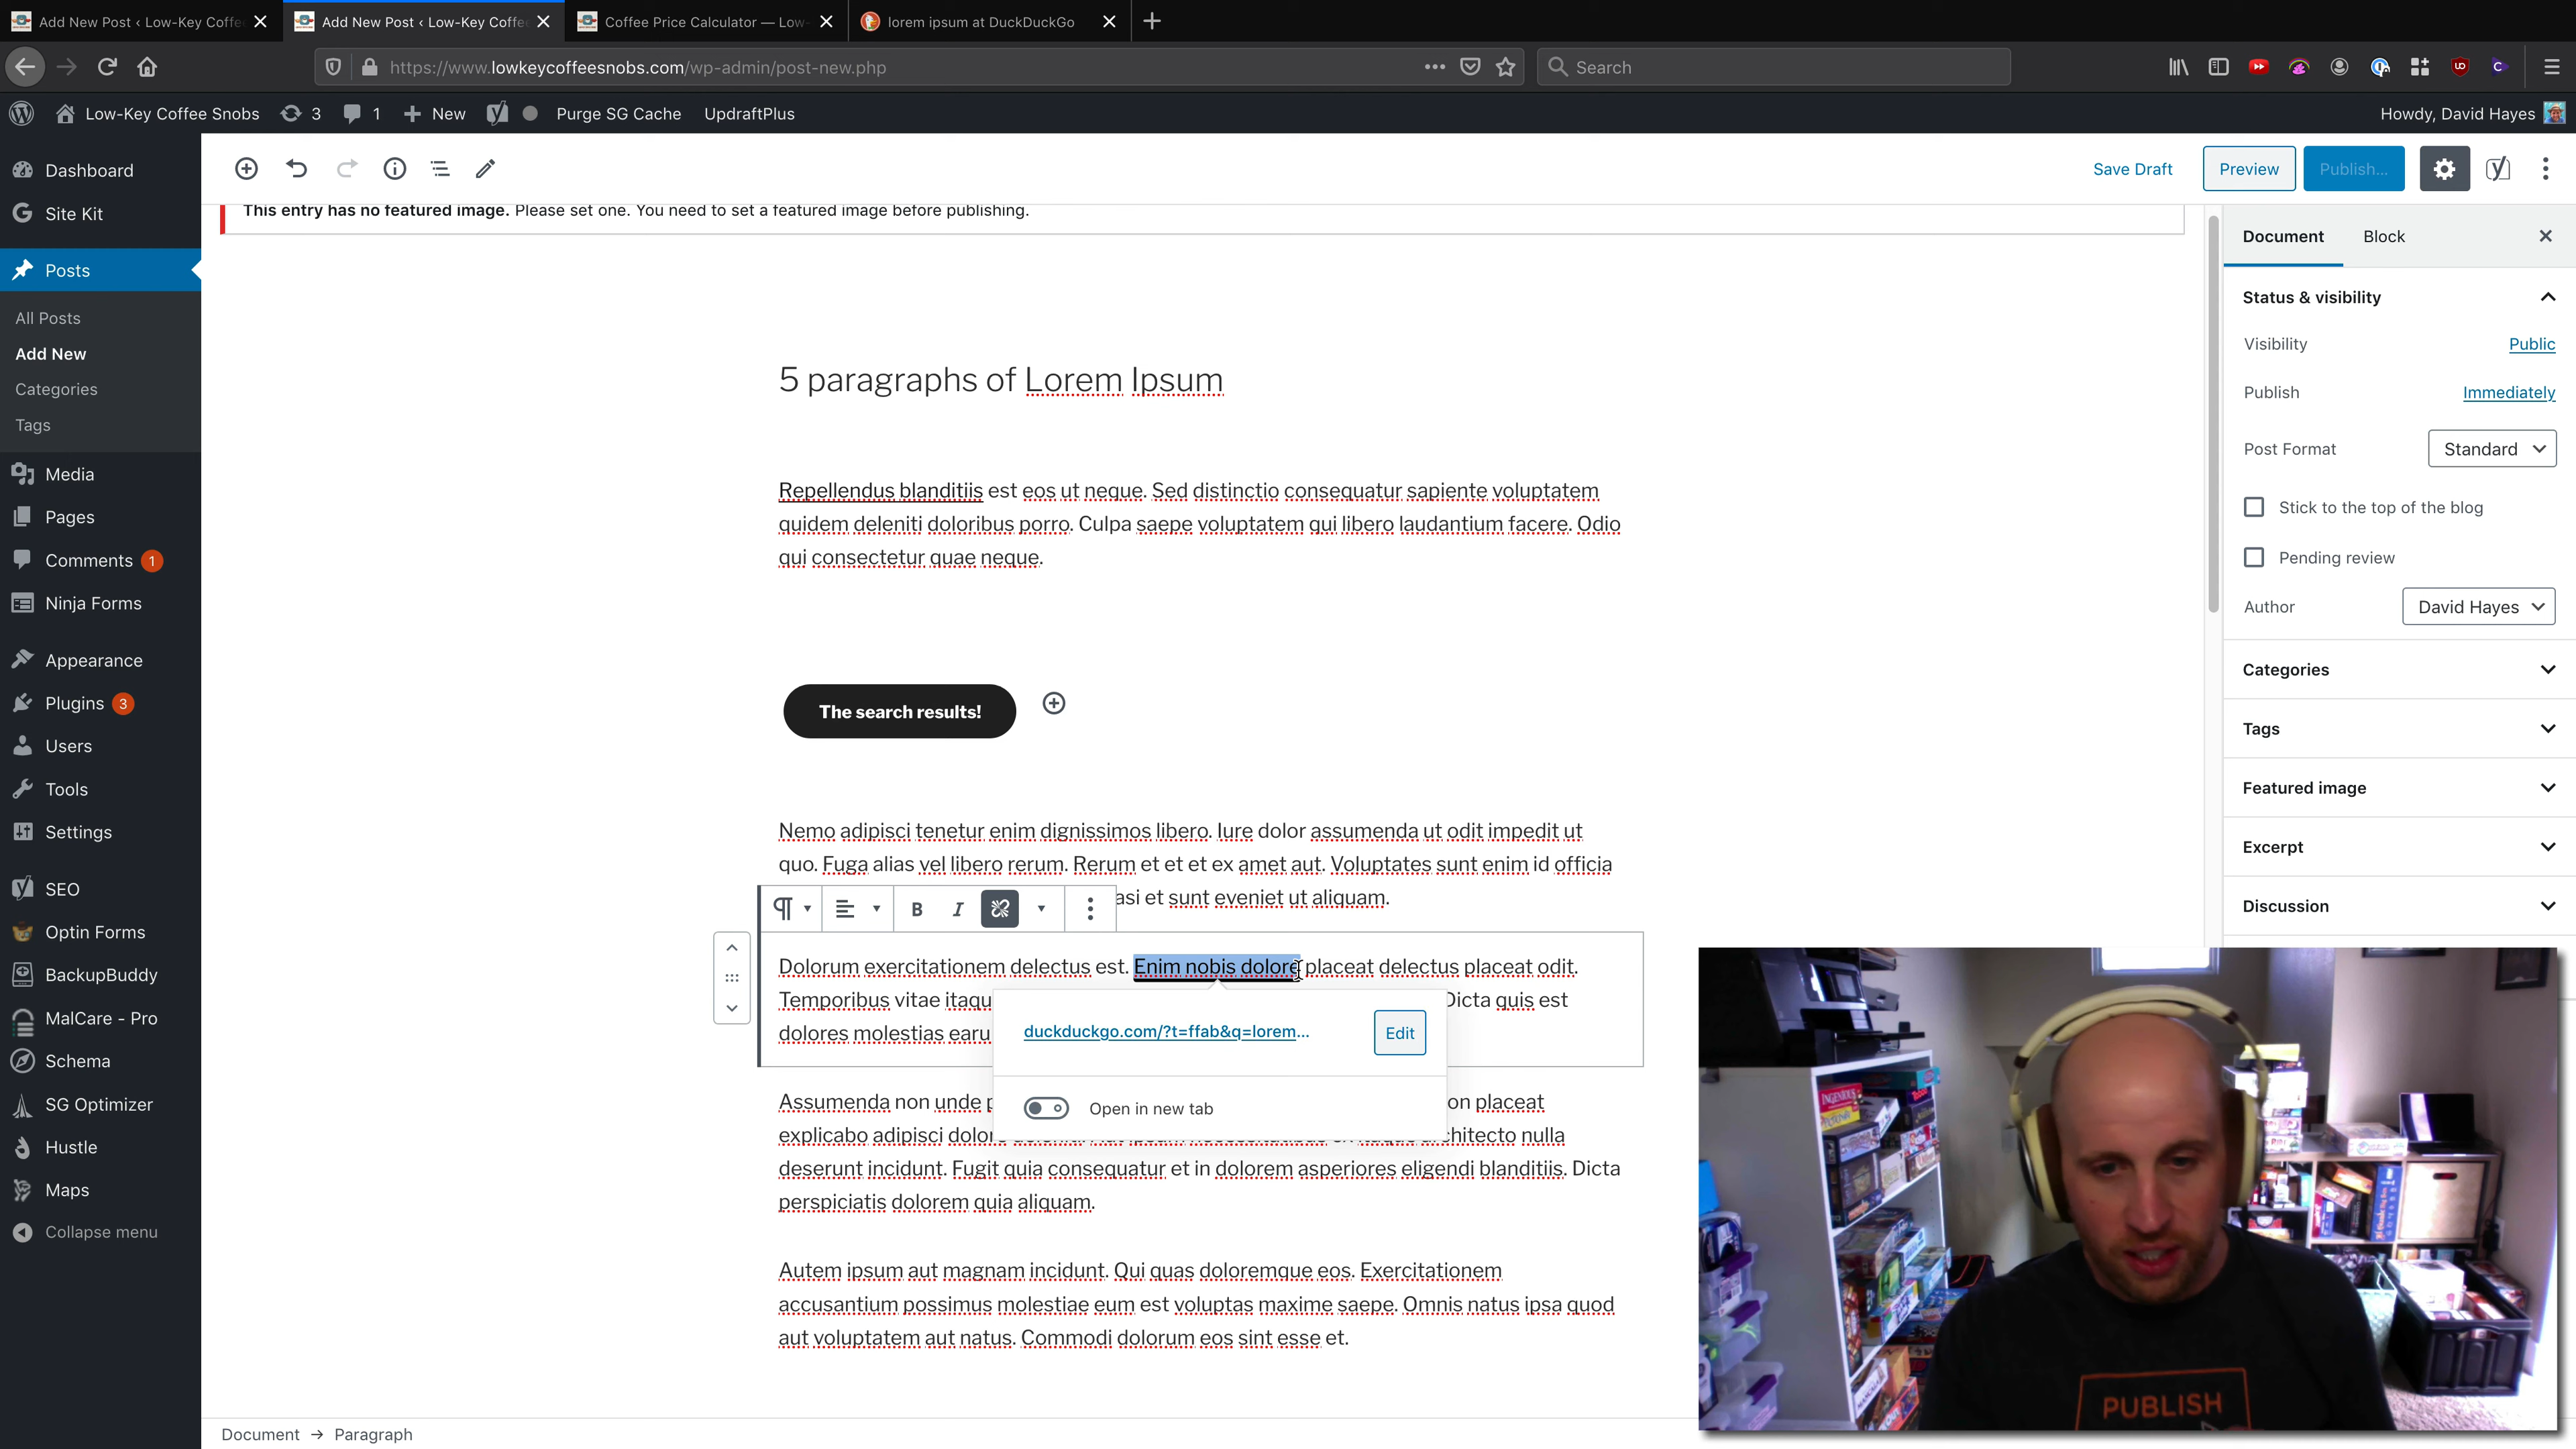 Add New Post ‹ Low-Key Coffe
Add New Post ‹ Low-Key Coffe
Coffee Price Calculator — Low-
lorem ipsum at DuckDuckGo
https://www.lowkeycoffeesnobs.com/wp-admin/post-new.php
Search
Low-Key Coffee Snobs
3
1
New
Purge SG Cache
UpdraftPlus
Howdy, David Hayes
Dashboard
Site Kit
Posts
All Posts
Add New
Categories
Tags
Media
Pages
Comments 1
Ninja Forms
Appearance
Plugins 3
Users
Tools
Settings
SEO
Optin Forms
BackupBuddy
MalCare - Pro
Schema
SG Optimizer
Hustle
Maps
Collapse menu
Save Draft
Preview
Publish...
This entry has no featured image. Please set one. You need to set a featured image before publishing.
5 paragraphs of Lorem Ipsum
Repellendus blanditiis est eos ut neque. Sed distinctio consequatur sapiente voluptatem
quidem deleniti doloribus porro. Culpa saepe voluptatem qui libero laudantium facere. Odio
qui consectetur quae neque.
The search results!
Nemo adipisci tenetur enim dignissimos libero. Iure dolor assumenda ut odit impedit ut
quo. Fuga alias vel libero rerum. Rerum et et et ex amet aut. Voluptates sunt enim id officia
asi et sunt eveniet ut aliquam.
B
I
Dolorum exercitationem delectus est. Enim nobis dolore placeat delectus placeat odit.
Temporibus vitae itaqu Dicta quis est
dolores molestias earu
duckduckgo.com/?t=ffab&q=lorem...
Edit
Open in new tab
Assumenda non unde p on placeat
explicabo adipisci dolor chitecto nulla
deserunt incidunt. Fugit quia consequatur et in dolorem asperiores eligendi blanditiis. Dicta
perspiciatis dolorem quia aliquam.
Autem ipsum aut magnam incidunt. Qui quas doloremque eos. Exercitationem
accusantium possimus molestiae eum est voluptas maxime saepe. Omnis natus ipsa quod
aut voluptatem aut natus. Commodi dolorum eos sint esse et.
Document → Paragraph
Document
Block
Status & visibility
Visibility
Public
Publish
Immediately
Post Format
Standard
Stick to the top of the blog
Pending review
Author
David Hayes
Categories
Tags
Featured image
Excerpt
Discussion
PUBLISH